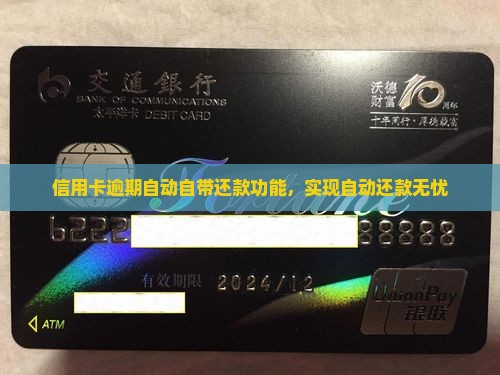 交通銀行
BANK OF COMMUNICATIONS
太平洋卡 DEBIT CARD
沃德
财富
10
周年
十年同行·厚德载富
信用卡逾期自动自带还款功能，实现自动还款无忧
Fortune
6222
88888
有效期限 2024/12
ATM
UnionPay
银联